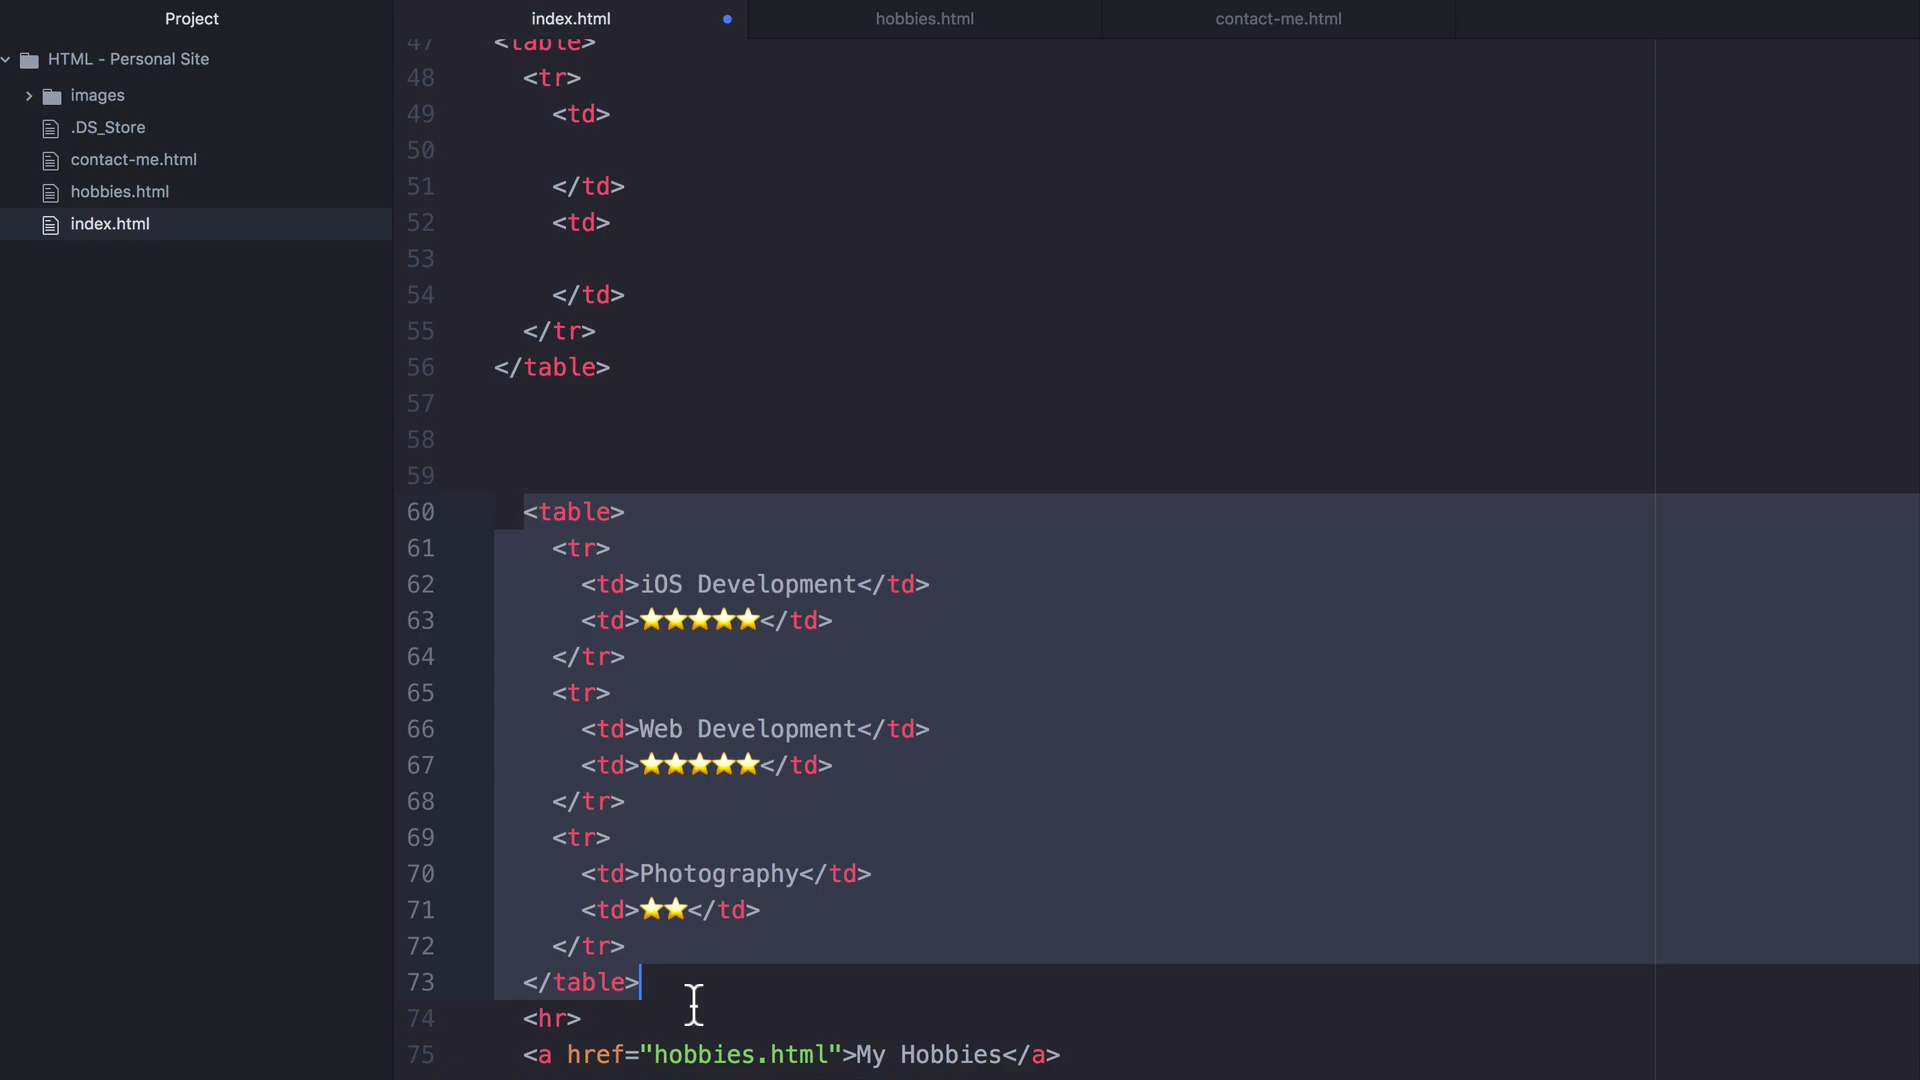 Project
HTML - Personal Site
images
.DS_Store
contact-me.html
hobbies.html
index.html
index.html
hobbies.html
contact-me.html
47 <table>
48 <tr>
49 <td>
50
51 </td>
52 <td>
53
54 </td>
55 </tr>
56 </table>
57
58
59
60 <table>
61 <tr>
62 <td>iOS Development</td>
63 <td>⭐⭐⭐⭐⭐</td>
64 </tr>
65 <tr>
66 <td>Web Development</td>
67 <td>⭐⭐⭐⭐⭐</td>
68 </tr>
69 <tr>
70 <td>Photography</td>
71 <td>⭐⭐</td>
72 </tr>
73 </table>
74 <hr>
75 <a href="hobbies.html">My Hobbies</a>